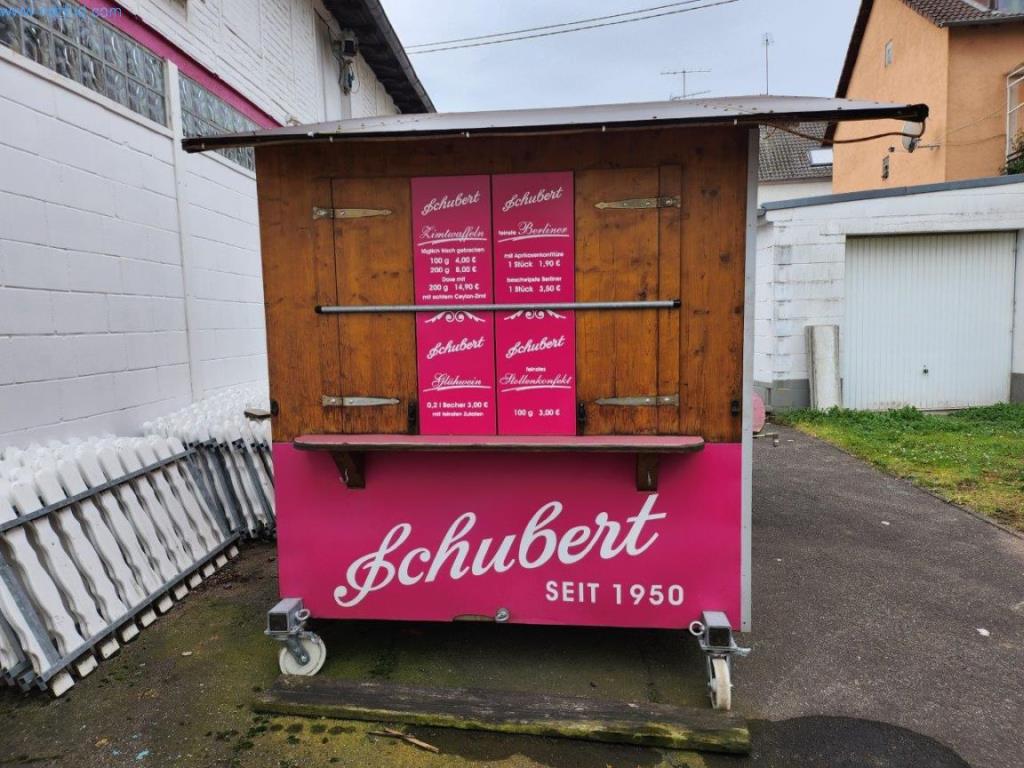 Schubert
Zimtwaffeln
täglich frisch gebacken
100 g 4,00 €
200 g 8,00 €
Dose mit
200 g 14,90 €
mit echtem Ceylon-Zimt
Schubert
feinste Berliner
mit Aprikosenkonfitüre
1 Stück 1,90 €
beschwipste Berliner
1 Stück 3,50 €
Schubert
Glühwein
0,2 l Becher 3,00 €
mit feinsten Zutaten
Schubert
feinstes
Stollenkonfekt
100 g 3,00 €
Schubert
SEIT 1950